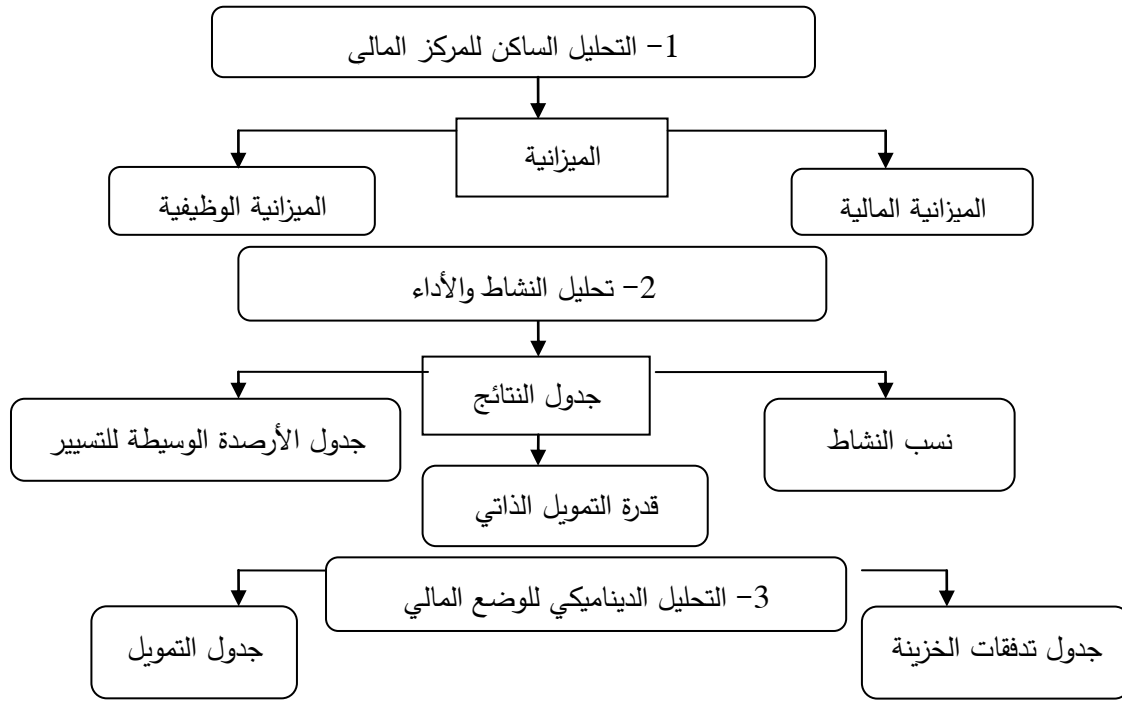 1- التحليل الساكن للمركز المالى
الميزانية
الميزانية المالية
الميزانية الوظيفية
2- تحليل النشاط والأداء
جدول النتائج
نسب النشاط
جدول الأرصدة الوسيطة للتسيير
قدرة التمويل الذاتي
3- التحليل الديناميكي للوضع المالي
جدول تدفقات الخزينة
جدول التمويل